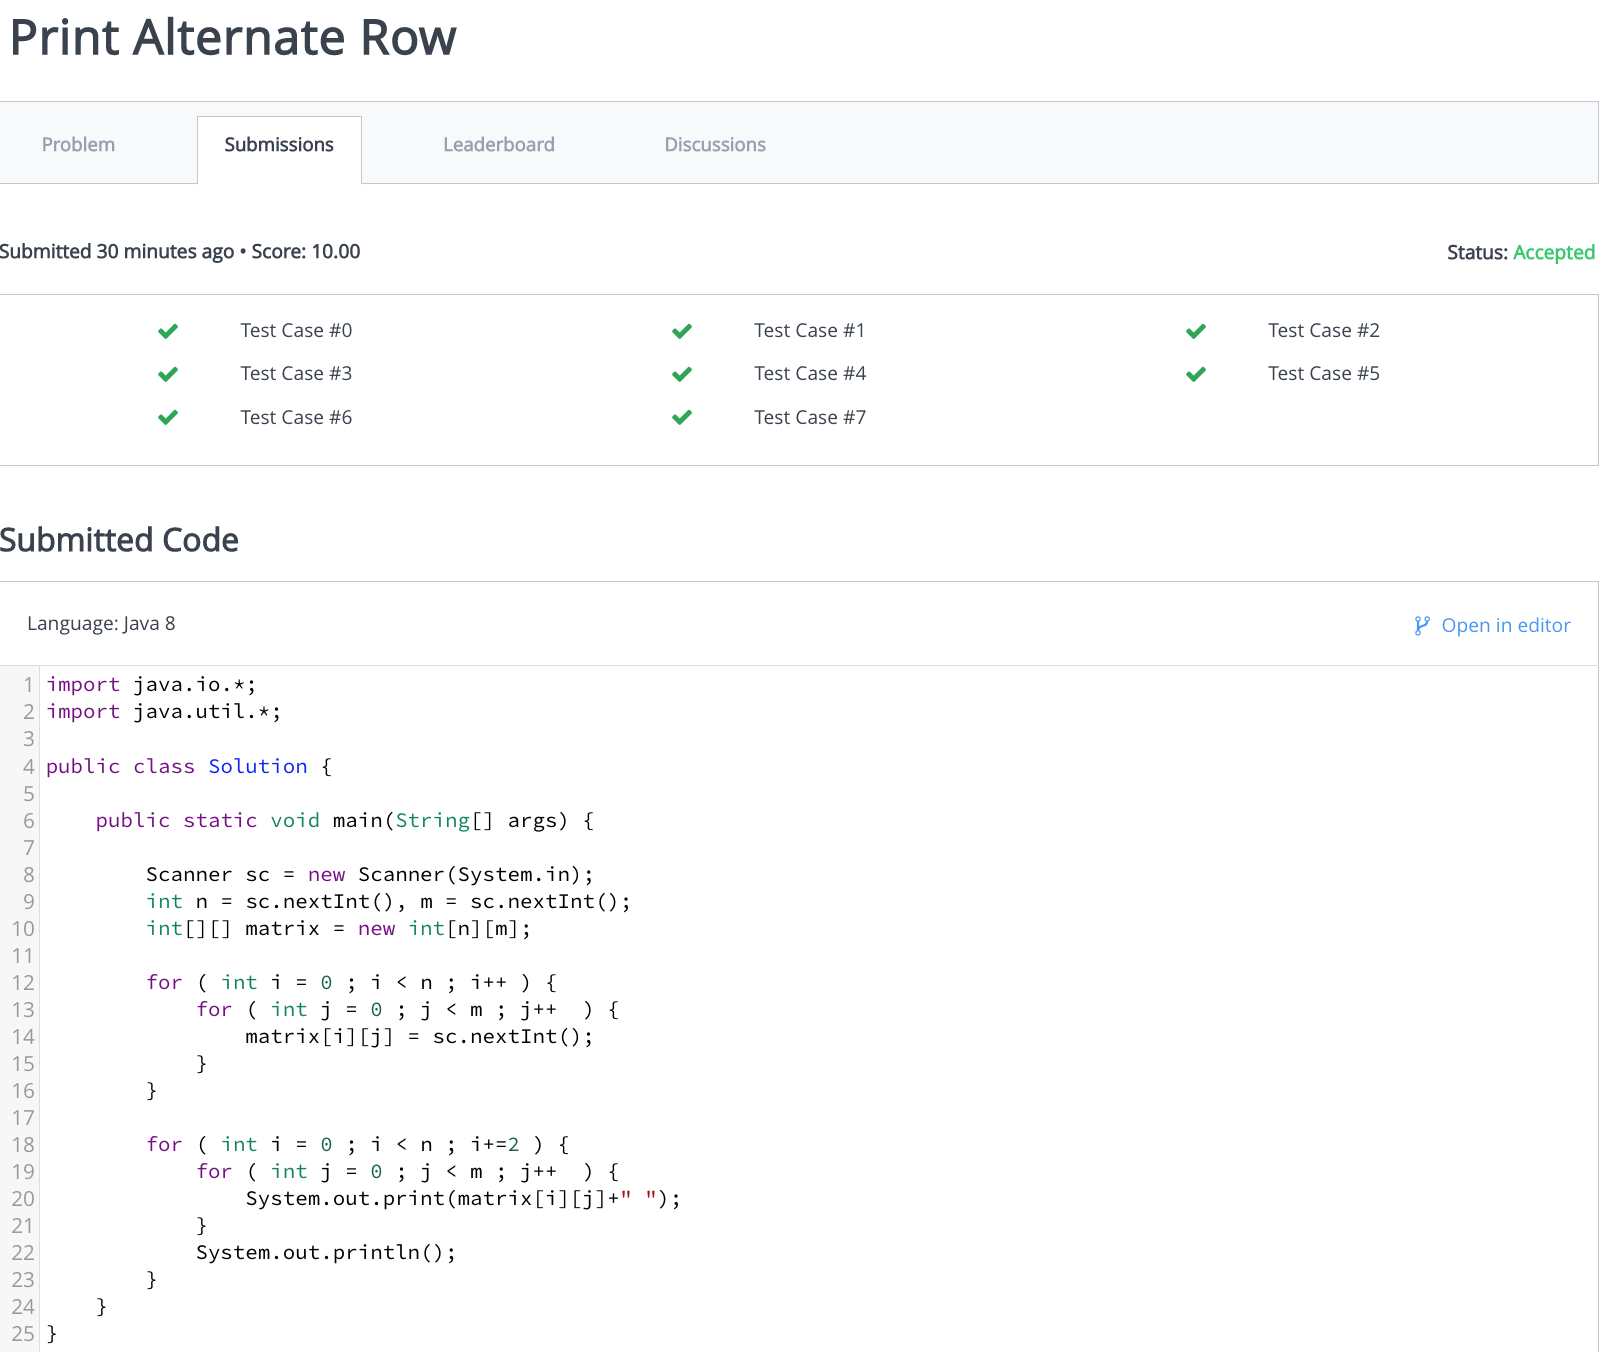 Print Alternate Row
Problem Submissions Leaderboard Discussions
Submitted 30 minutes ago • Score: 10.00 Status: Accepted
Test Case #0 Test Case #1 Test Case #2
Test Case #3 Test Case #4 Test Case #5
Test Case #6 Test Case #7
Submitted Code
Language: Java 8 Open in editor
1 import java.io.*;
2 import java.util.*;
3
4 public class Solution {
5
6     public static void main(String[] args) {
7
8         Scanner sc = new Scanner(System.in);
9         int n = sc.nextInt(), m = sc.nextInt();
10         int[][] matrix = new int[n][m];
11
12         for ( int i = 0 ; i < n ; i++ ) {
13             for ( int j = 0 ; j < m ; j++  ) {
14                 matrix[i][j] = sc.nextInt();
15             }
16         }
17
18         for ( int i = 0 ; i < n ; i+=2 ) {
19             for ( int j = 0 ; j < m ; j++  ) {
20                 System.out.print(matrix[i][j]+" ");
21             }
22             System.out.println();
23         }
24     }
25 }